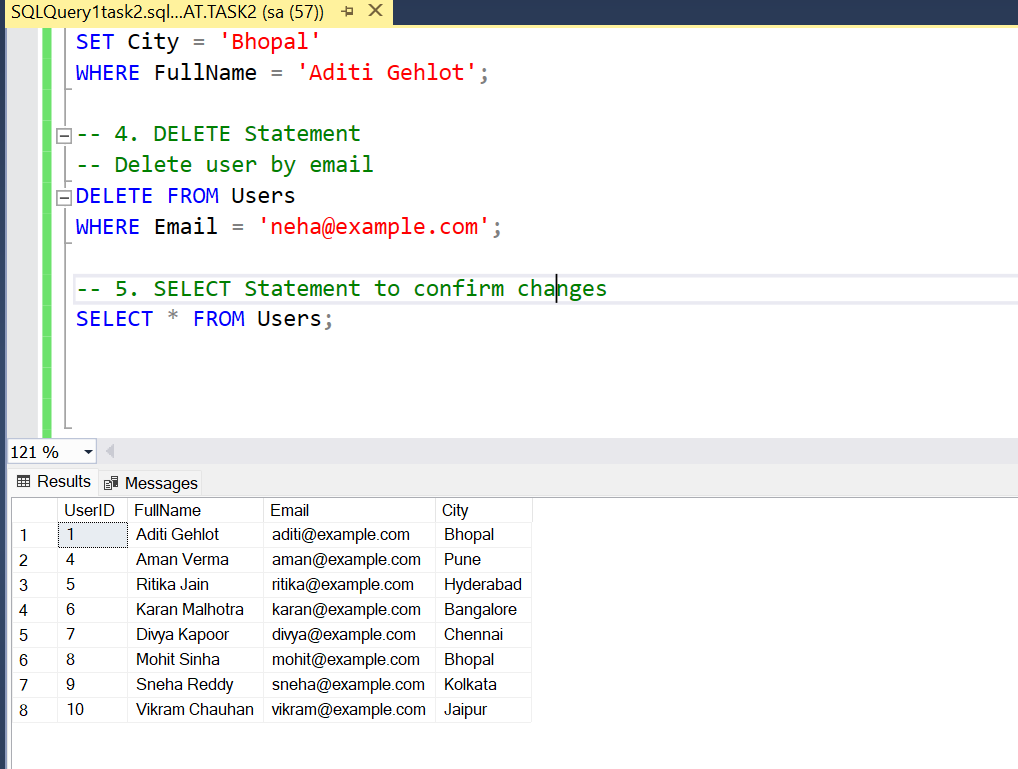 SQLQuery1task2.sql...AT.TASK2 (sa (57))
SET City = 'Bhopal'
WHERE FullName = 'Aditi Gehlot';
-- 4. DELETE Statement
-- Delete user by email
DELETE FROM Users
WHERE Email = 'neha@example.com';
-- 5. SELECT Statement to confirm changes
SELECT * FROM Users;
121 %
Results Messages
UserID FullName Email City
1 1 Aditi Gehlot aditi@example.com Bhopal
2 4 Aman Verma aman@example.com Pune
3 5 Ritika Jain ritika@example.com Hyderabad
4 6 Karan Malhotra karan@example.com Bangalore
5 7 Divya Kapoor divya@example.com Chennai
6 8 Mohit Sinha mohit@example.com Bhopal
7 9 Sneha Reddy sneha@example.com Kolkata
8 10 Vikram Chauhan vikram@example.com Jaipur